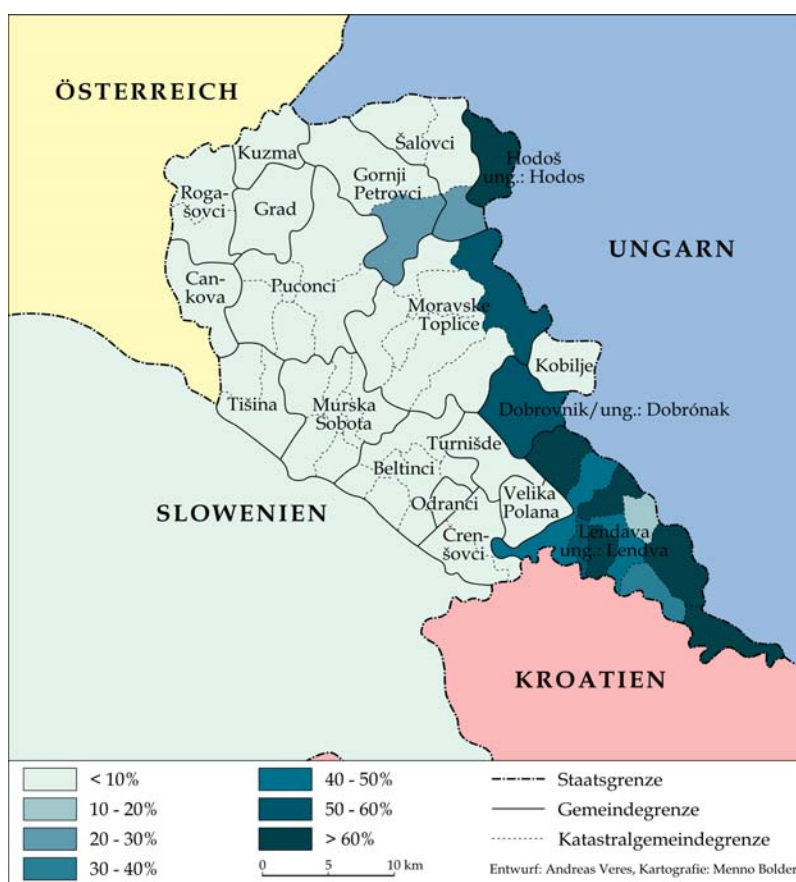 ÖSTERREICH
Kuzma
Šalovci
Hodoš
ung.: Hodos
Gornji
Petrovci
Roga-
šovci
Grad
UNGARN
Can-
kova
Puconci
Moravske
Toplice
Kobilje
Tišina
Murska
Sobota
Dobrovnik/ung.: Dobrónak
Turnišde
Beltinci
Velika
Polana
Odranci
SLOWENIEN
Lendava
ung.: Lendva
Čren-
šovci
KROATIEN
< 10%
10 - 20%
20 - 30%
30 - 40%
40 - 50%
50 - 60%
> 60%
0 5 10 km
Staatsgrenze
Gemeindegrenze
Katastralgemeindegrenze
Entwurf: Andreas Veres, Kartografie: Menno Bolder